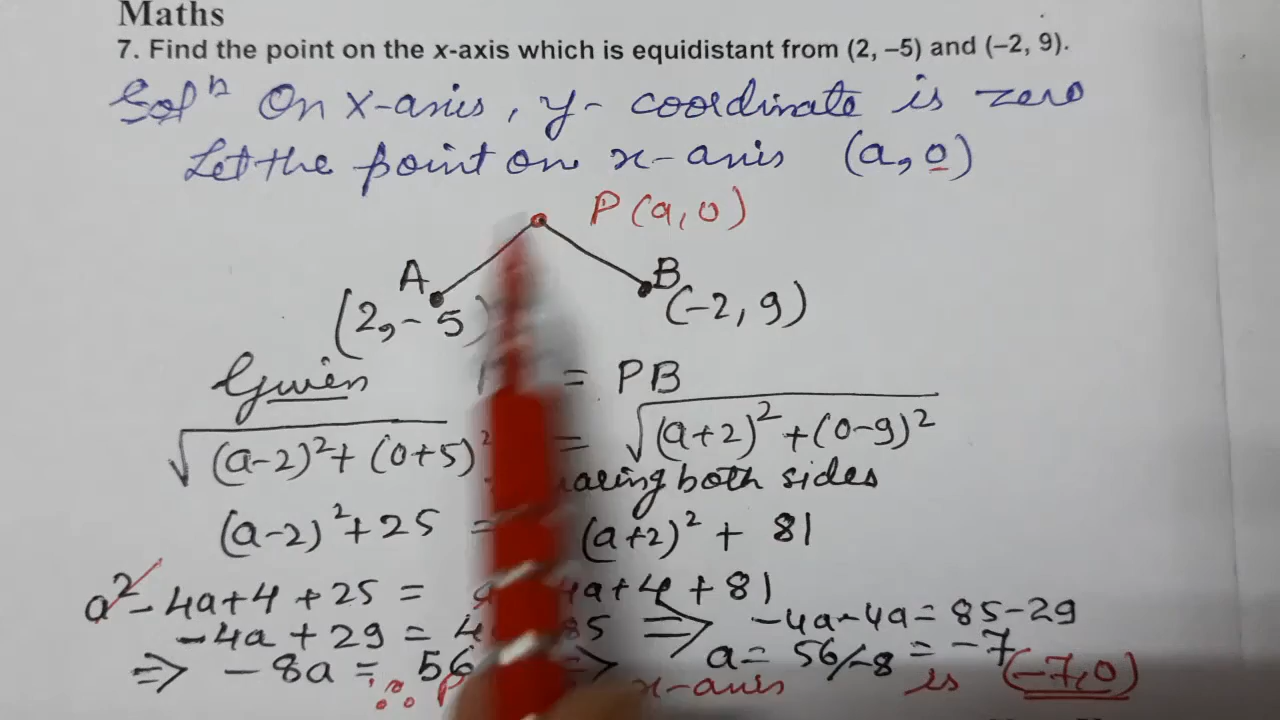 Maths
7. Find the point on the x-axis which is equidistant from (2, –5) and (–2, 9).
Solⁿ On x-axis, y-coordinate is zero
Let the point on x-axis (a, 0)
P(a, 0)
A B
(2, -5) (-2, 9)
Given = PB
√(a-2)²+(0+5)² = √(a+2)²+(0-9)²
both sides
(a-2)²+25 = (a+2)² + 81
a²-4a+4+25 = 4a+4+81
-4a+29 = ⇒ -4a-4a=85-29
⇒ -8a = 56 ⇒ a= 56/-8 = -7
∴ x-axis is (-7,0)